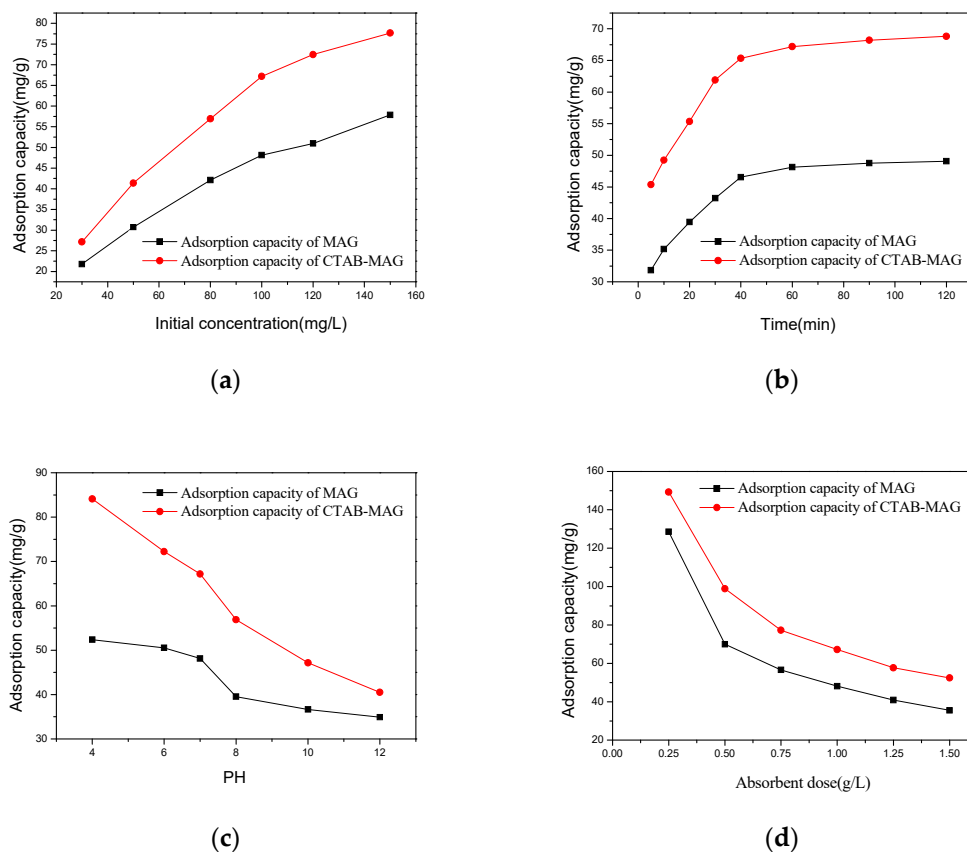 80
75
70
65
60
55
50
45
40
35
30
25
20
Adsorption capacity(mg/g)
Adsorption capacity of MAG
Adsorption capacity of CTAB-MAG
20 40 60 80 100 120 140 160
Initial concentration(mg/L)
(a)
70
65
60
55
50
45
40
35
30
Adsorption capacity(mg/g)
Adsorption capacity of MAG
Adsorption capacity of CTAB-MAG
0 20 40 60 80 100 120
Time(min)
(b)
90
80
70
60
50
40
30
Adsorption capacity(mg/g)
Adsorption capacity of MAG
Adsorption capacity of CTAB-MAG
4 6 8 10 12
PH
(c)
160
140
120
100
80
60
40
20
Adsorption capacity(mg/g)
Adsorption capacity of MAG
Adsorption capacity of CTAB-MAG
0.00 0.25 0.50 0.75 1.00 1.25 1.50
Absorbent dose(g/L)
(d)